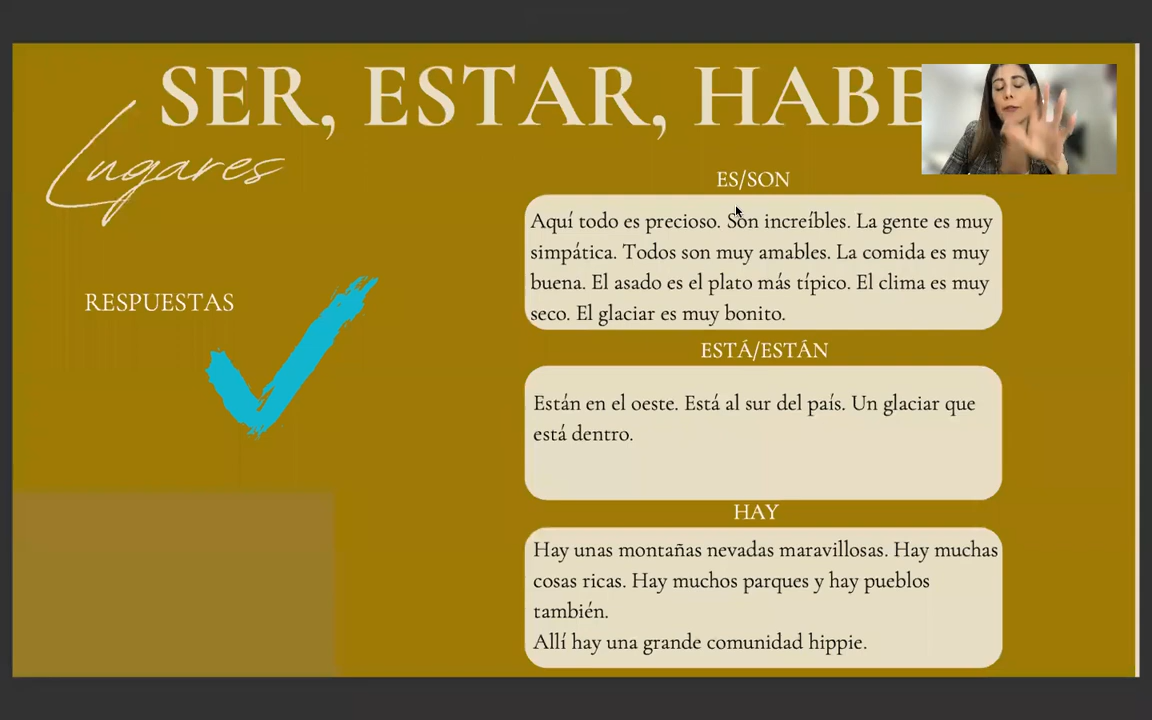 SER, ESTAR, HABE
Lugares
RESPUESTAS
ES/SON
Aquí todo es precioso. Son increíbles. La gente es muy
simpática. Todos son muy amables. La comida es muy
buena. El asado es el plato más típico. El clima es muy
seco. El glaciar es muy bonito.
ESTÁ/ESTÁN
Están en el oeste. Está al sur del país. Un glaciar que
está dentro.
HAY
Hay unas montañas nevadas maravillosas. Hay muchas
cosas ricas. Hay muchos parques y hay pueblos
también.
Allí hay una grande comunidad hippie.